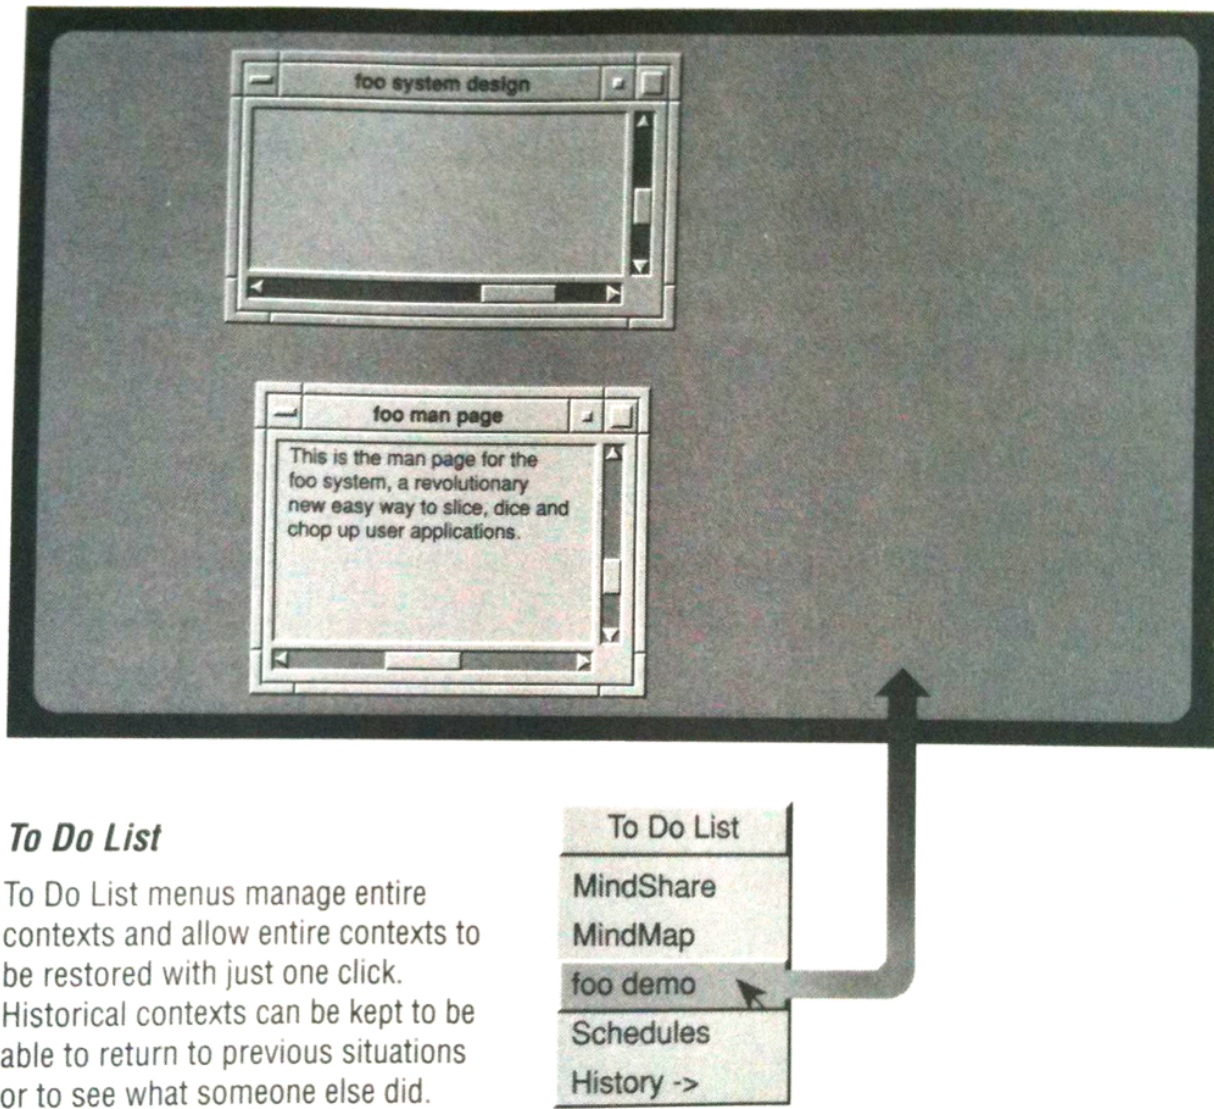 foo system design
foo man page
This is the man page for the
foo system, a revolutionary
new easy way to slice, dice and
chop up user applications.
To Do List
To Do List menus manage entire
contexts and allow entire contexts to
be restored with just one click.
Historical contexts can be kept to be
able to return to previous situations
or to see what someone else did.
To Do List
MindShare
MindMap
foo demo
Schedules
History ->